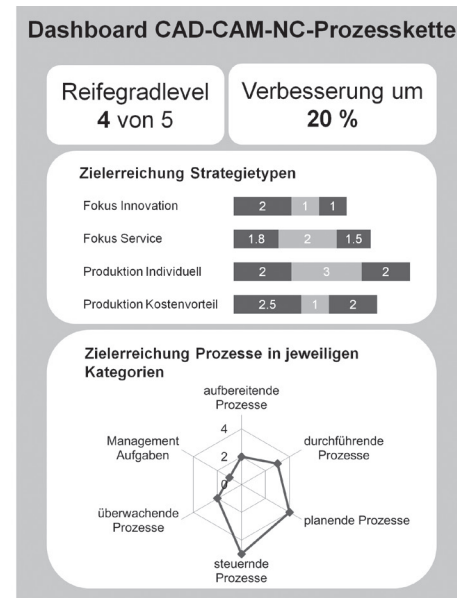 Dashboard CAD-CAM-NC-Prozesskette
Reifegradlevel
4 von 5
Verbesserung um
20 %
Zielerreichung Strategietypen
Fokus Innovation 2 1 1
Fokus Service 1.8 2 1.5
Produktion Individuell 2 3 2
Produktion Kostenvorteil 2.5 1 2
Zielerreichung Prozesse in jeweiligen
Kategorien
aufbereitende
Prozesse
4
2
0
durchführende
Prozesse
planende Prozesse
steuernde
Prozesse
überwachende
Prozesse
Management
Aufgaben